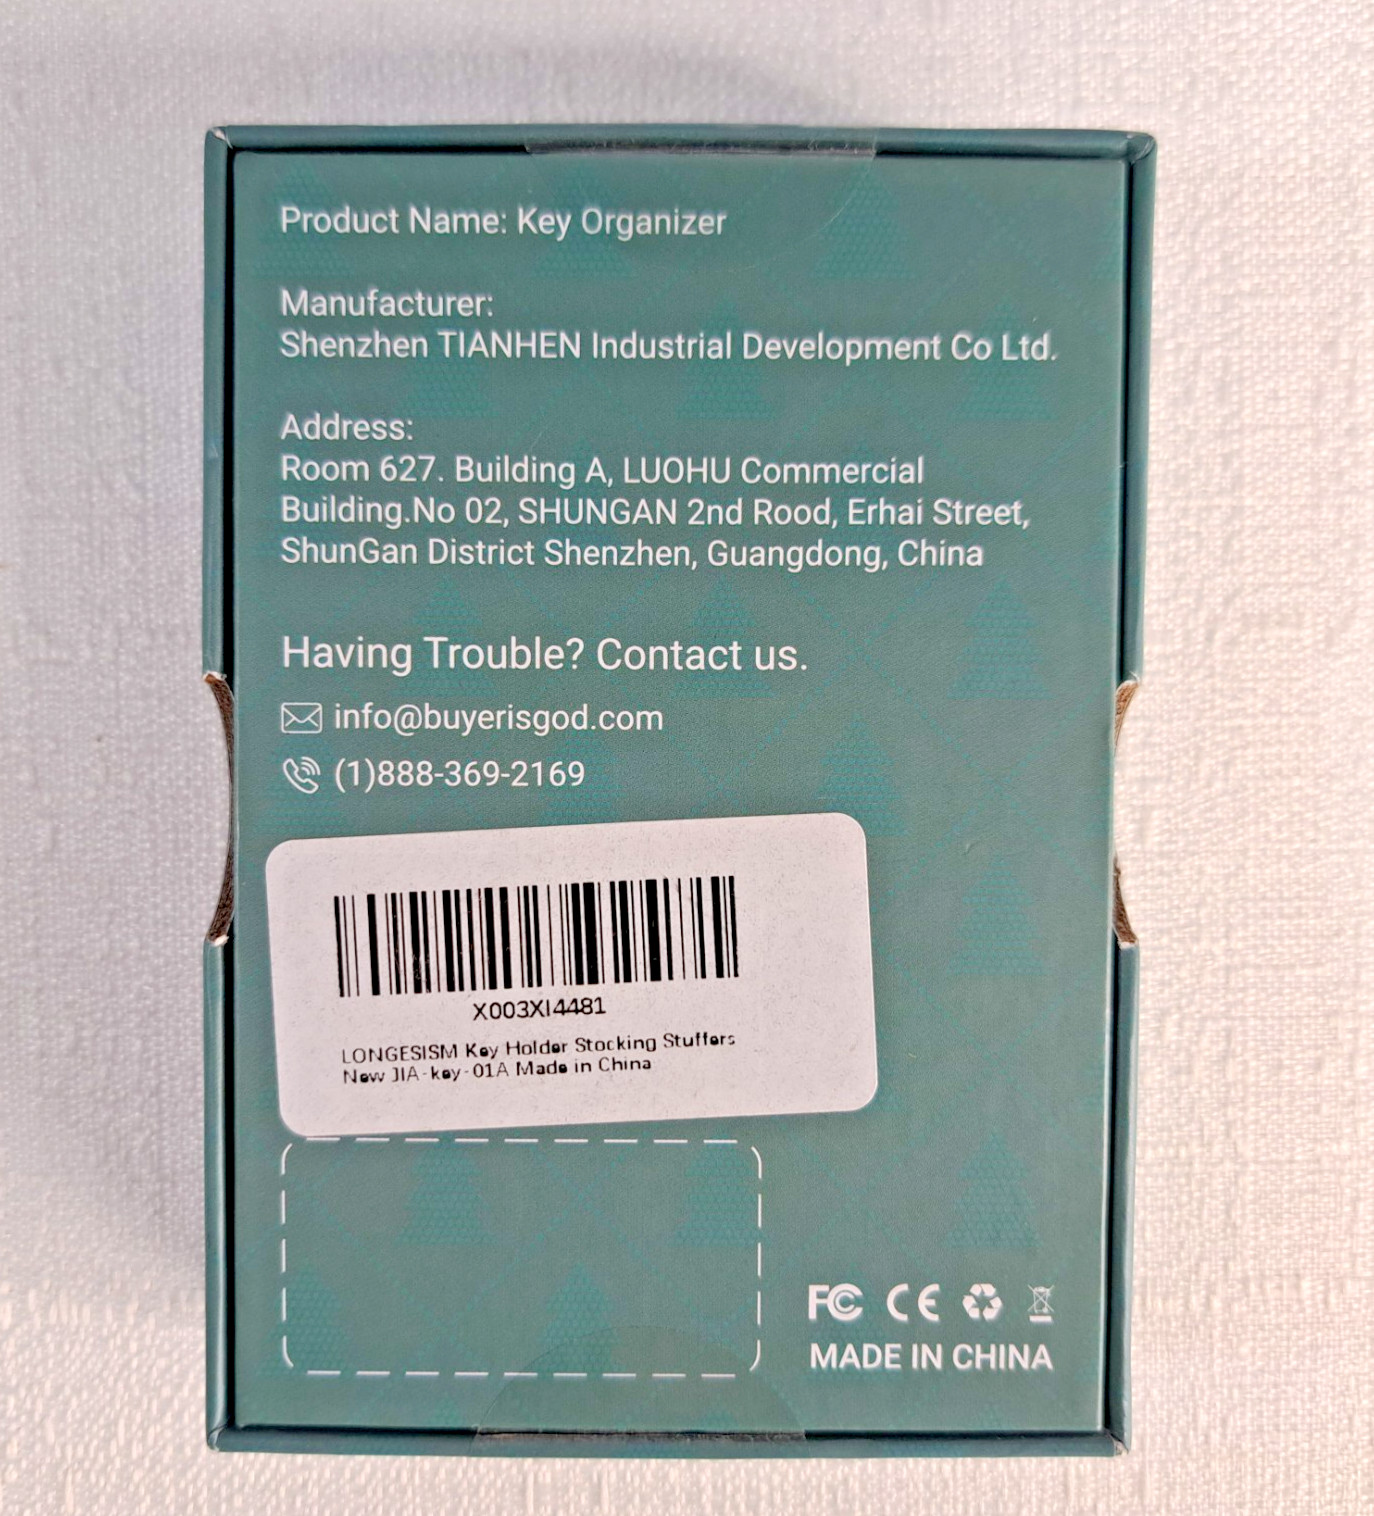 Product Name: Key Organizer
Manufacturer:
Shenzhen TIANHEN Industrial Development Co Ltd.
Address:
Room 627. Building A, LUOHU Commercial
Building.No 02, SHUNGAN 2nd Rood, Erhai Street,
ShunGan District Shenzhen, Guangdong, China
Having Trouble? Contact us.
info@buyerisgod.com
(1)888-369-2169
X003XI4481
LONGESISM Key Holder Stocking Stuffers
New JIA-key-01A Made in China
FC CE
MADE IN CHINA